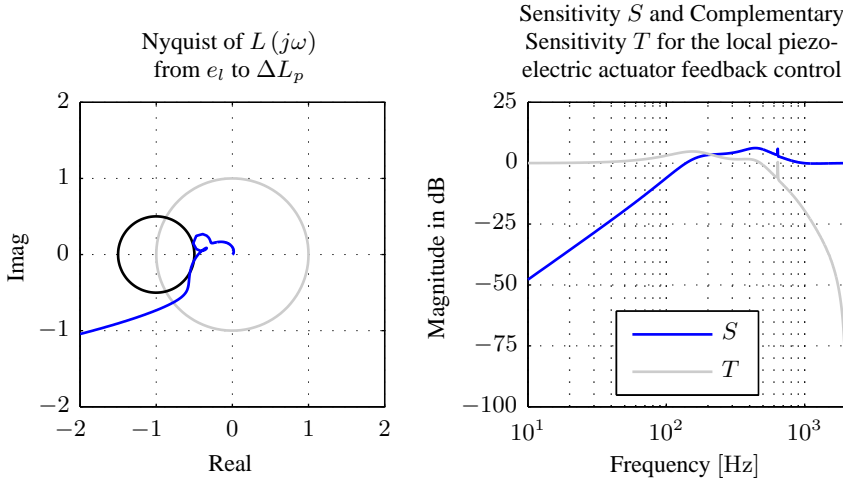 Nyquist of L (jω)
from e_l to ΔL_p
2
1
0
−1
−2
−2
−1
0
1
2
Imag
Real
Sensitivity S and Complementary
Sensitivity T for the local piezo-
electric actuator feedback control
25
0
−25
−50
−75
−100
10^1
10^2
10^3
Magnitude in dB
Frequency [Hz]
S
T